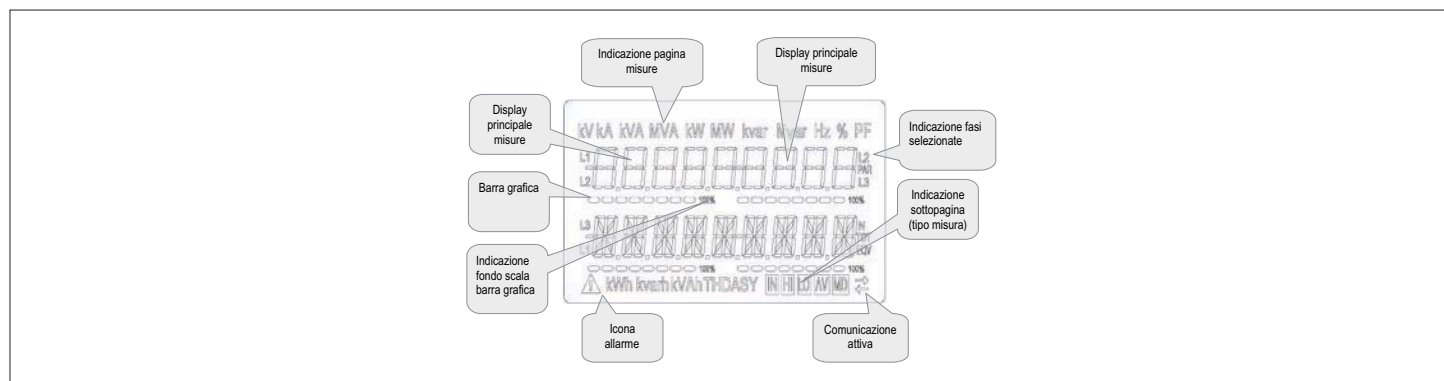 Indicazione pagina
misure
Display principale
misure
Display
principale
misure
Indicazione fasi
selezionate
kV kA kVA MVA kW MW kvar Mvar Hz % PF
L1
L2
PAR
L2
L3
Barra grafica
100%
100%
Indicazione
sottopagina
(tipo misura)
L3
N
L1
EQV
Indicazione
fondo scala
barra grafica
100%
100%
kWh kvarh kVAh THD ASY IN HI LO AV MD
Icona
allarme
Comunicazione
attiva